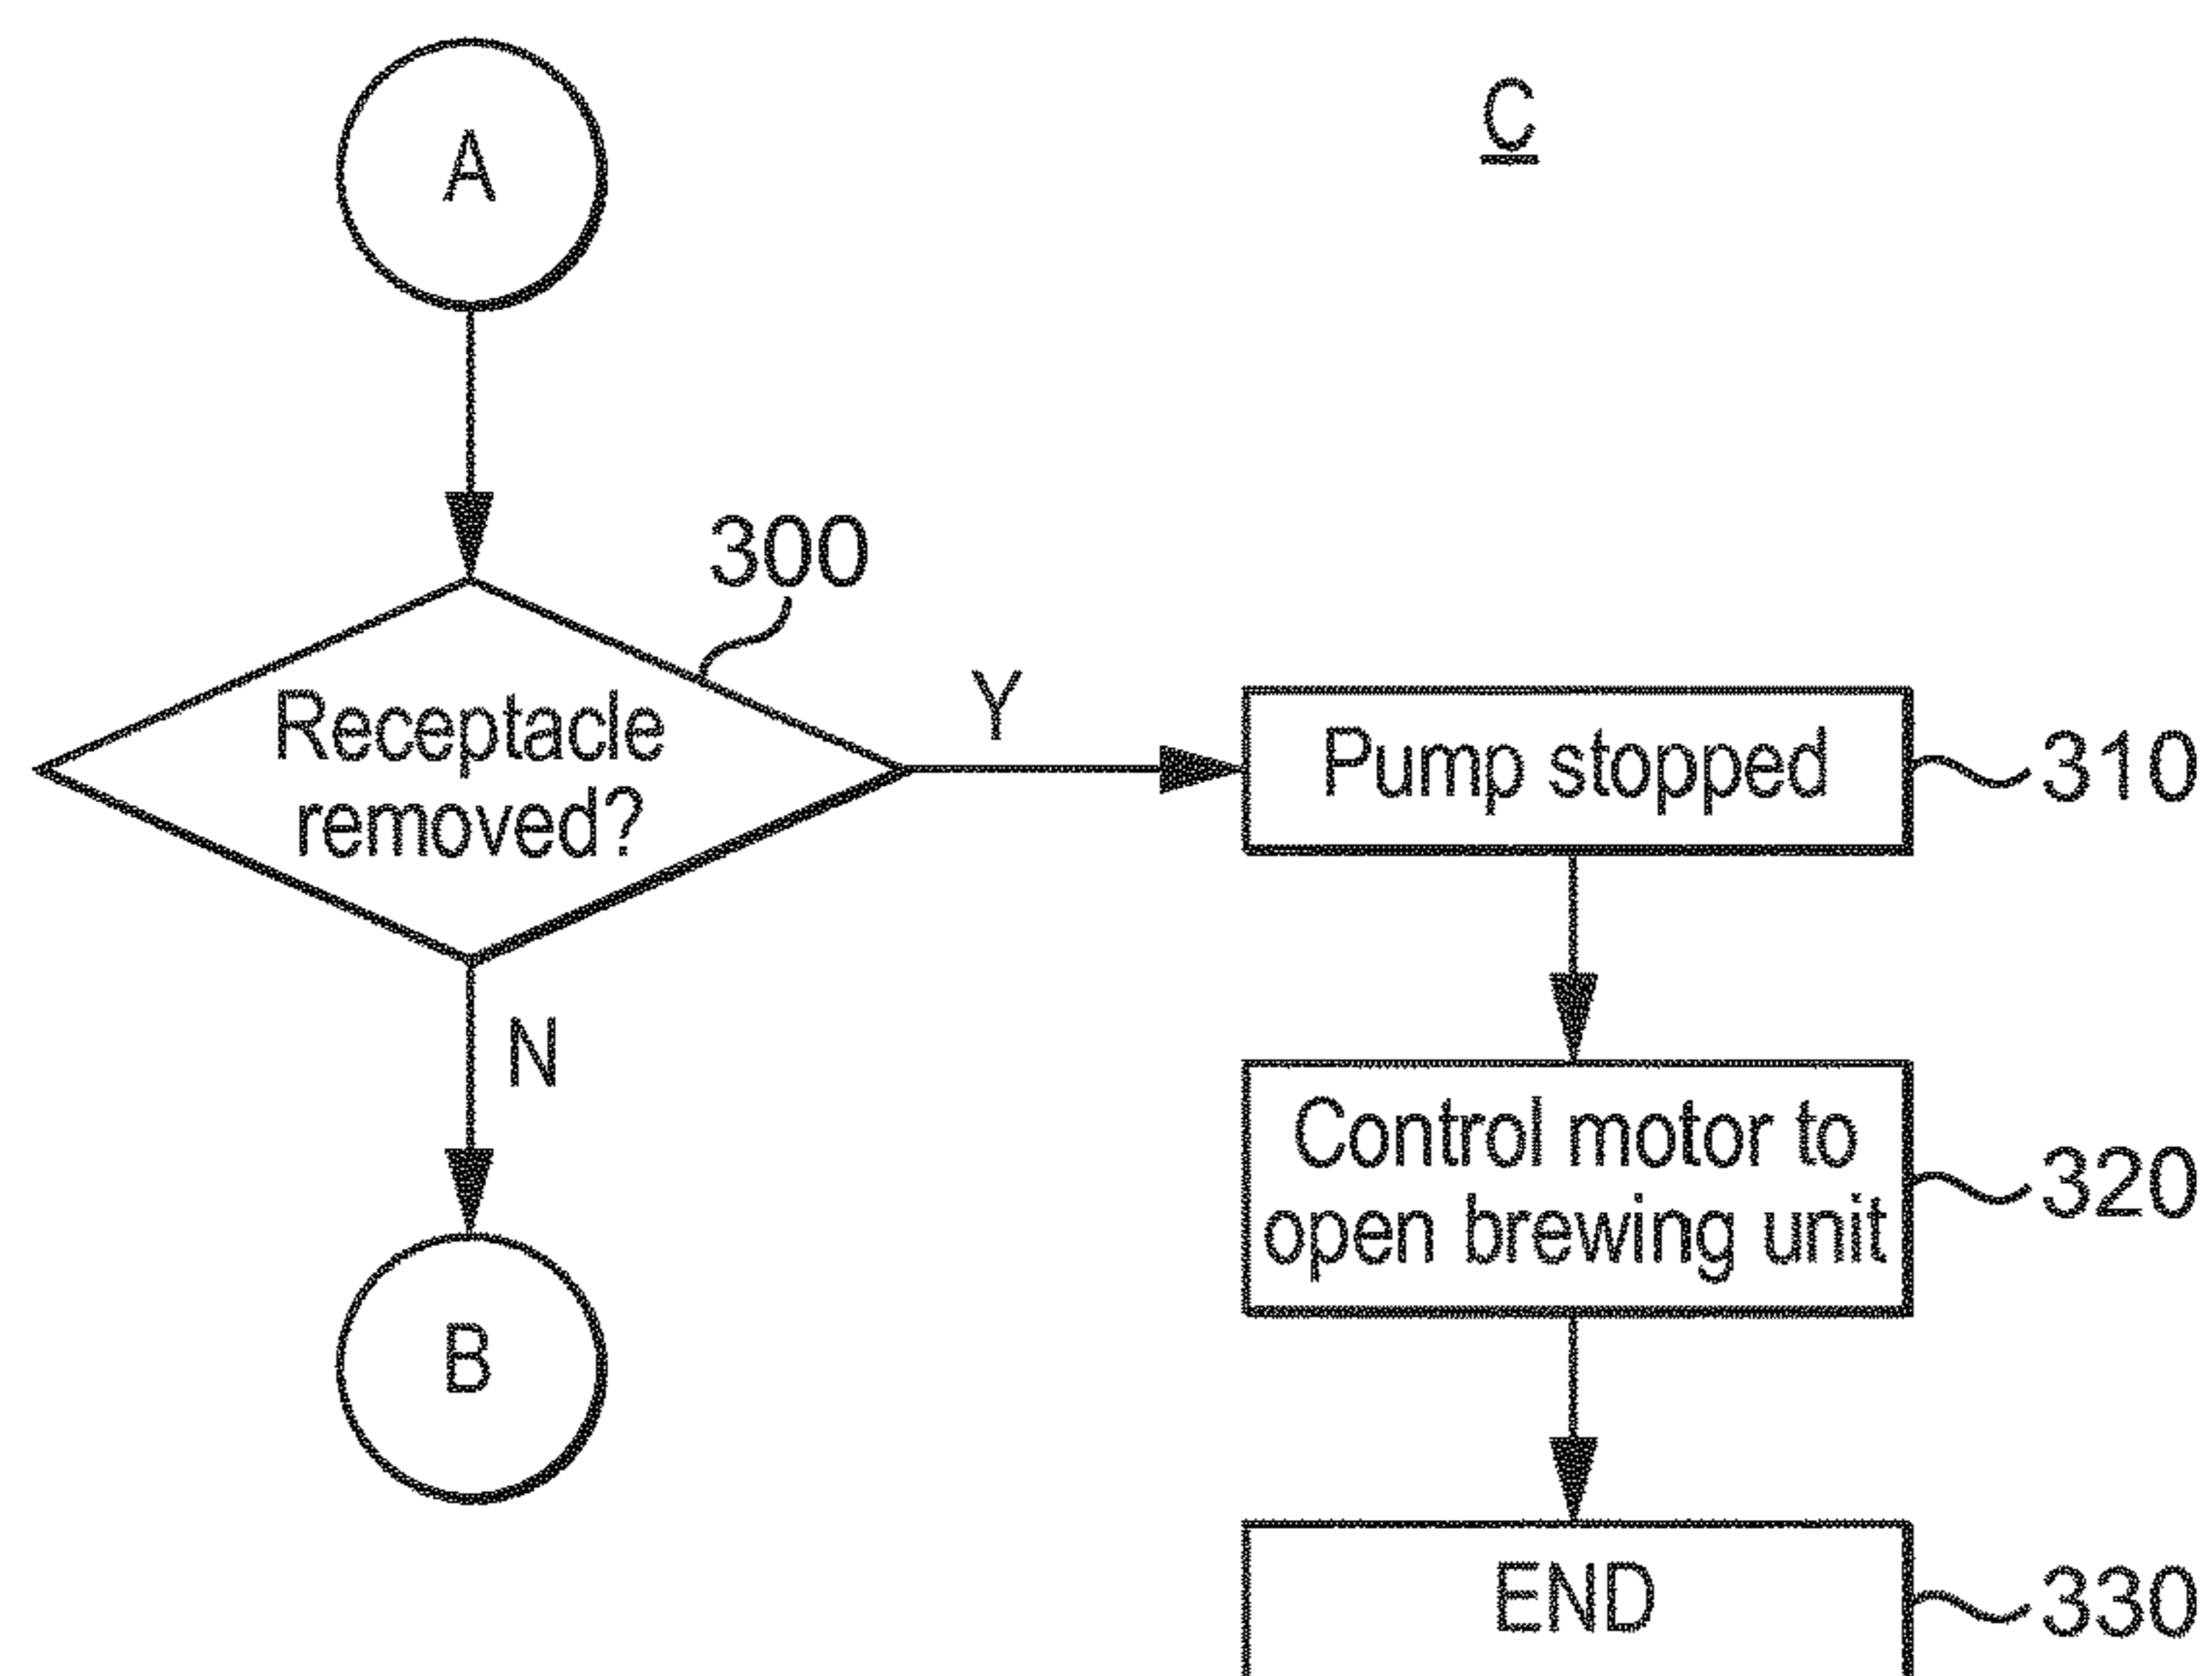 A
C
300
Receptacle
removed?
Y
Pump stopped
310
N
Control motor to
open brewing unit
320
B
END
330